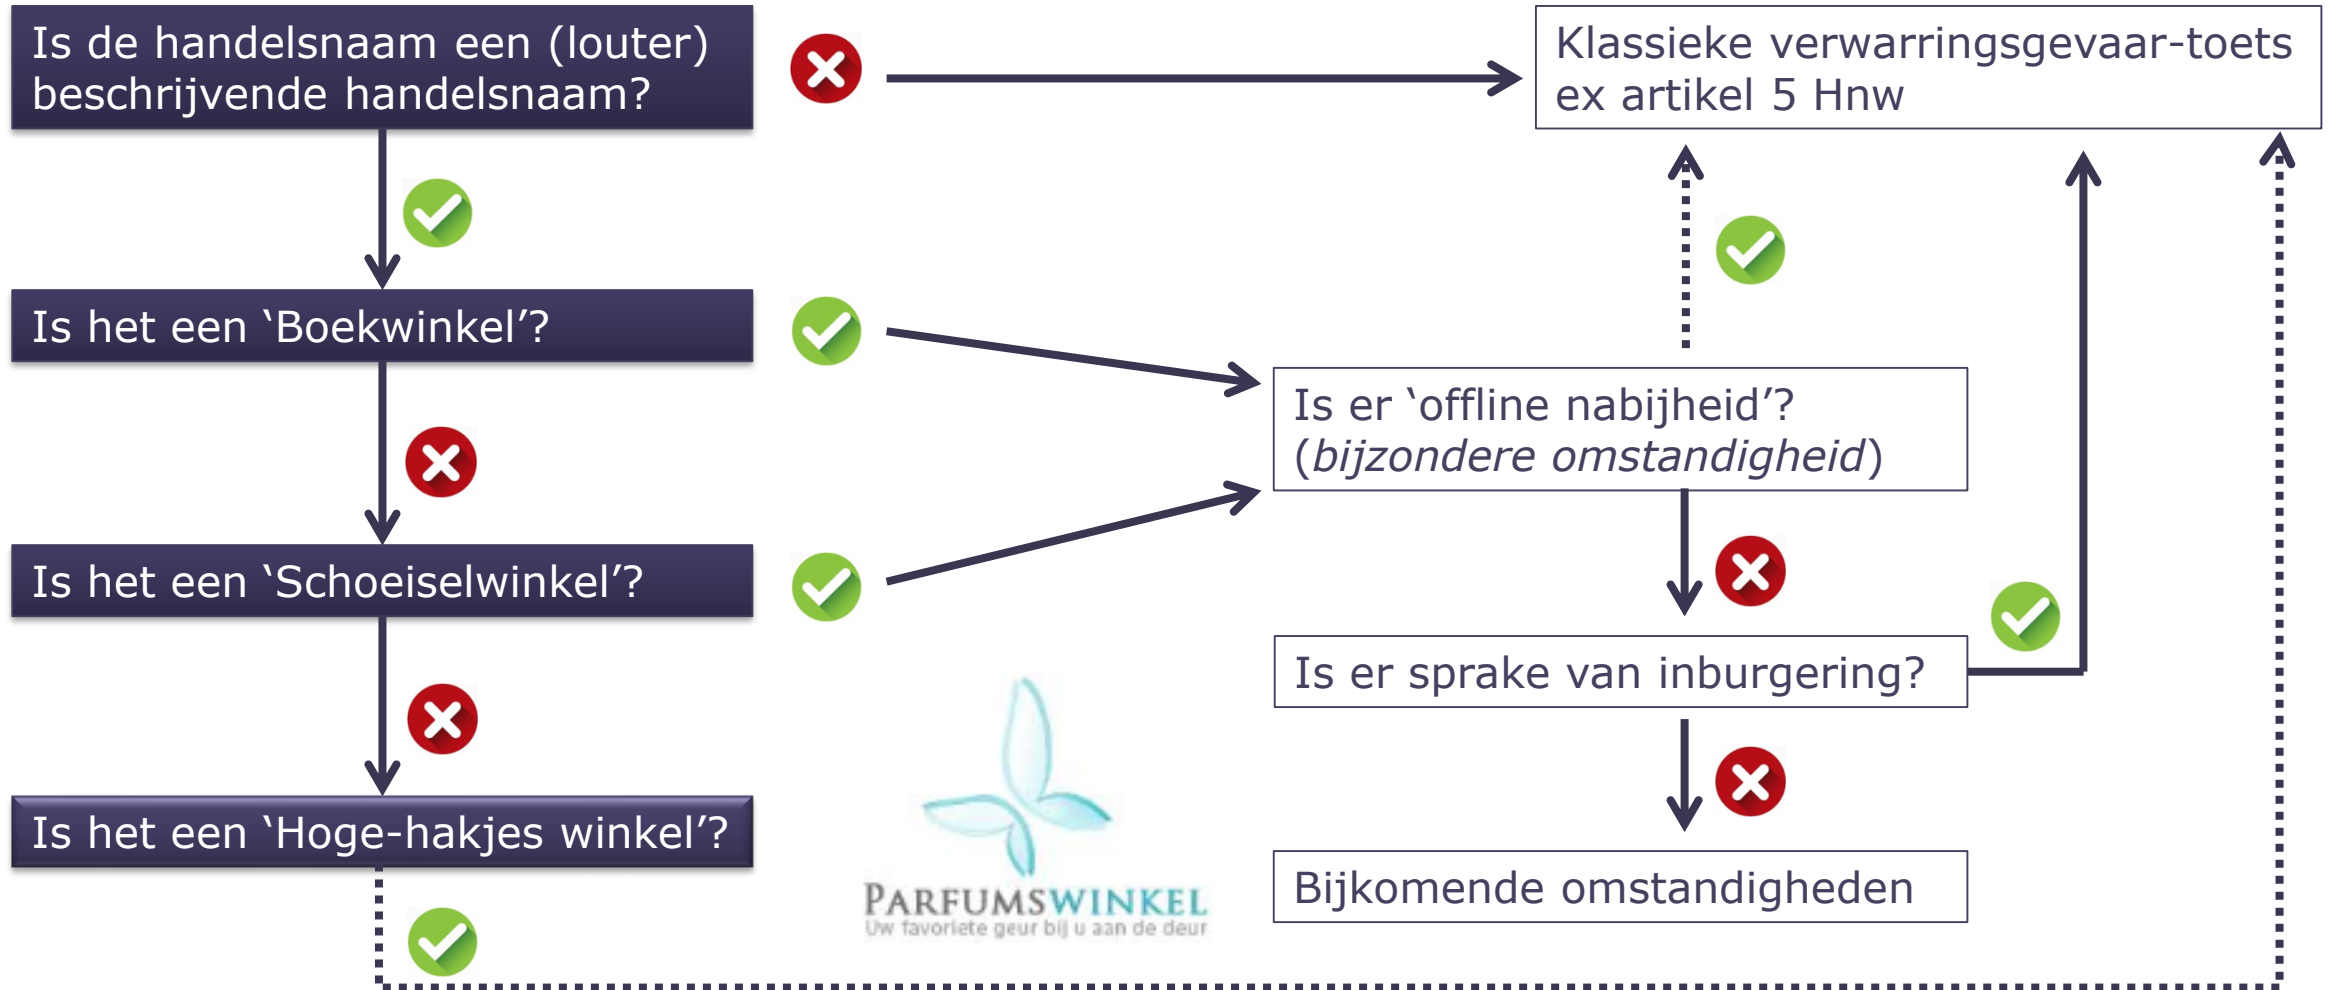 Is de handelsnaam een (louter)
beschrijvende handelsnaam?
Klassieke verwarringsgevaar-toets
ex artikel 5 Hnw
Is het een ‘Boekwinkel’?
Is er ‘offline nabijheid’?
(bijzondere omstandigheid)
Is het een ‘Schoeiselwinkel’?
Is er sprake van inburgering?
Is het een ‘Hoge-hakjes winkel’?
Bijkomende omstandigheden
PARFUMSWINKEL
Uw favoriete geur bij u aan de deur